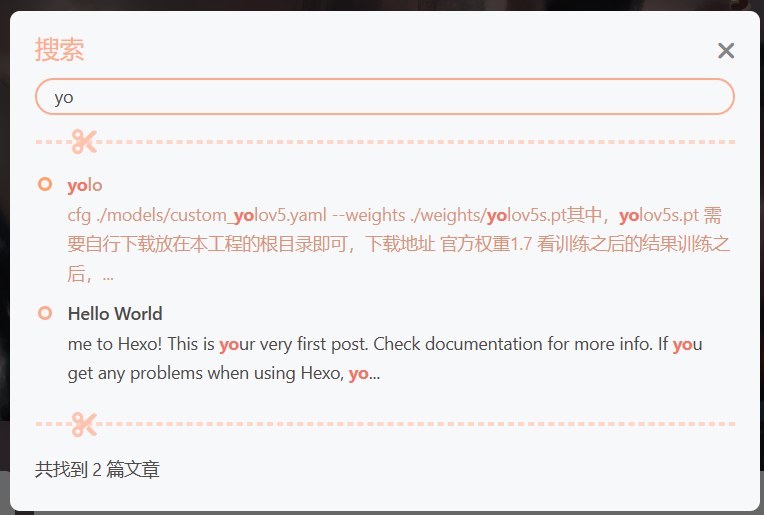 搜索
yo
yolo
cfg ./models/custom_yolov5.yaml --weights ./weights/yolov5s.pt其中，yolov5s.pt 需
要自行下载放在本工程的根目录即可，下载地址 官方权重1.7 看训练之后的结果训练之
后，...
Hello World
me to Hexo! This is your very first post. Check documentation for more info. If you
get any problems when using Hexo, yo...
共找到 2 篇文章